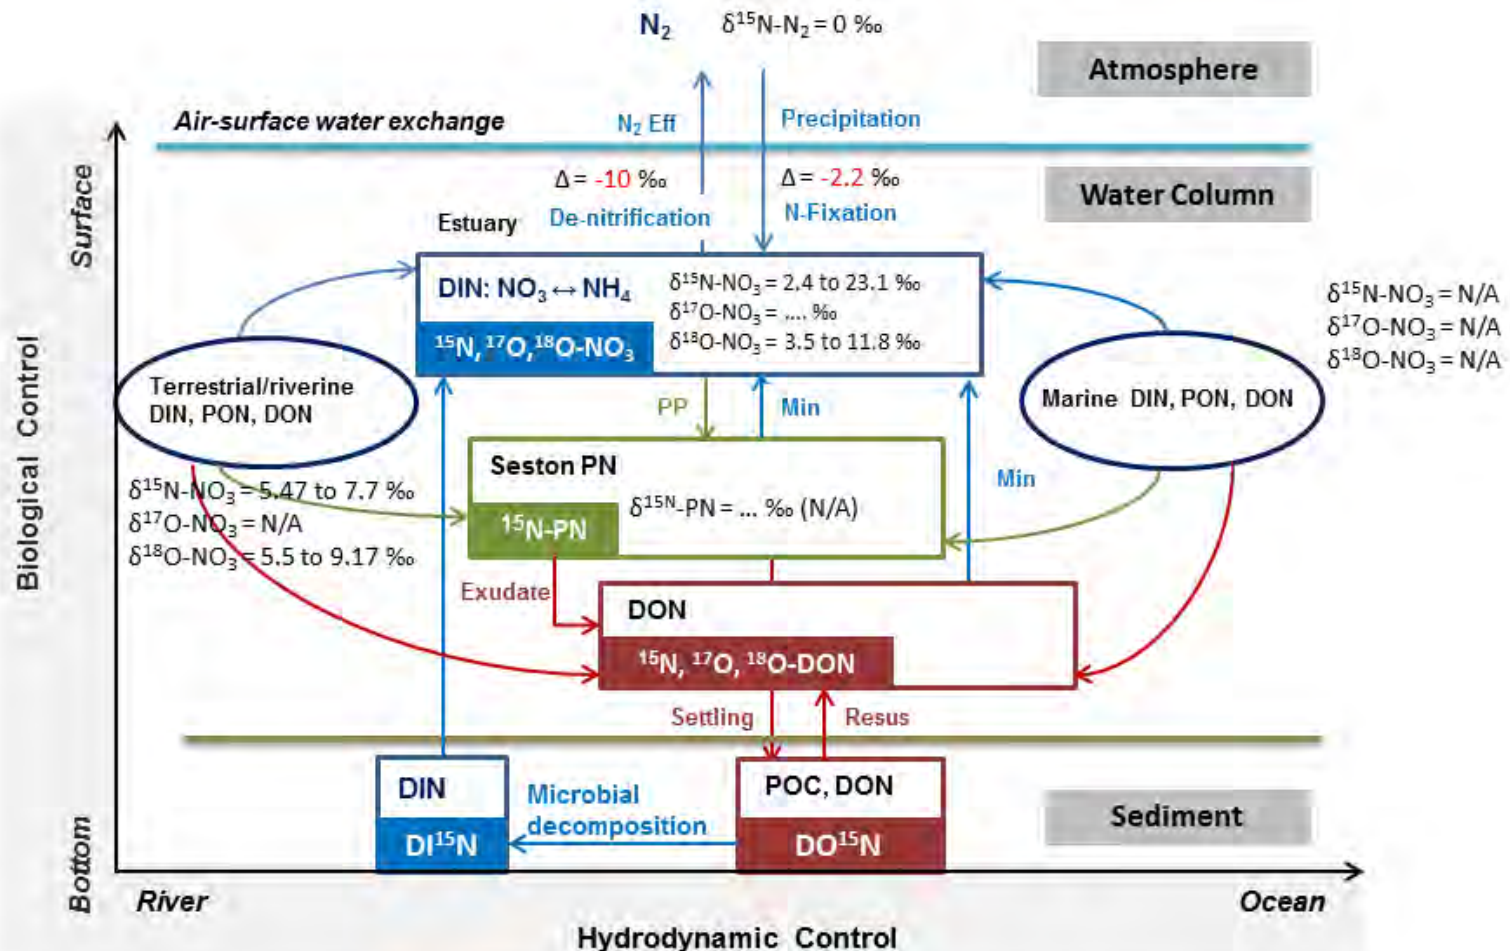 N₂ δ¹⁵N-N₂ = 0 ‰
Atmosphere
Air-surface water exchange
N₂ Eff
Precipitation
Δ = -10 ‰
Δ = -2.2 ‰
Water Column
Surface
Estuary
De-nitrification
N-Fixation
DIN: NO₃ ↔ NH₄
δ¹⁵N-NO₃ = 2.4 to 23.1 ‰
δ¹⁷O-NO₃ = .... ‰
δ¹⁸O-NO₃ = 3.5 to 11.8 ‰
¹⁵N, ¹⁷O, ¹⁸O-NO₃
δ¹⁵N-NO₃ = N/A
δ¹⁷O-NO₃ = N/A
δ¹⁸O-NO₃ = N/A
Terrestrial/riverine
DIN, PON, DON
Marine DIN, PON, DON
PP
Min
Biological Control
Seston PN
Min
δ¹⁵N-NO₃ = 5.47 to 7.7 ‰
δ¹⁷O-NO₃ = N/A
δ¹⁸O-NO₃ = 5.5 to 9.17 ‰
δ¹⁵ᴺ-PN = ... ‰ (N/A)
¹⁵N-PN
Exudate
DON
¹⁵N, ¹⁷O, ¹⁸O-DON
Settling
Resus
DIN
Microbial
decomposition
POC, DON
Sediment
DI¹⁵N
DO¹⁵N
Bottom
River
Ocean
Hydrodynamic Control